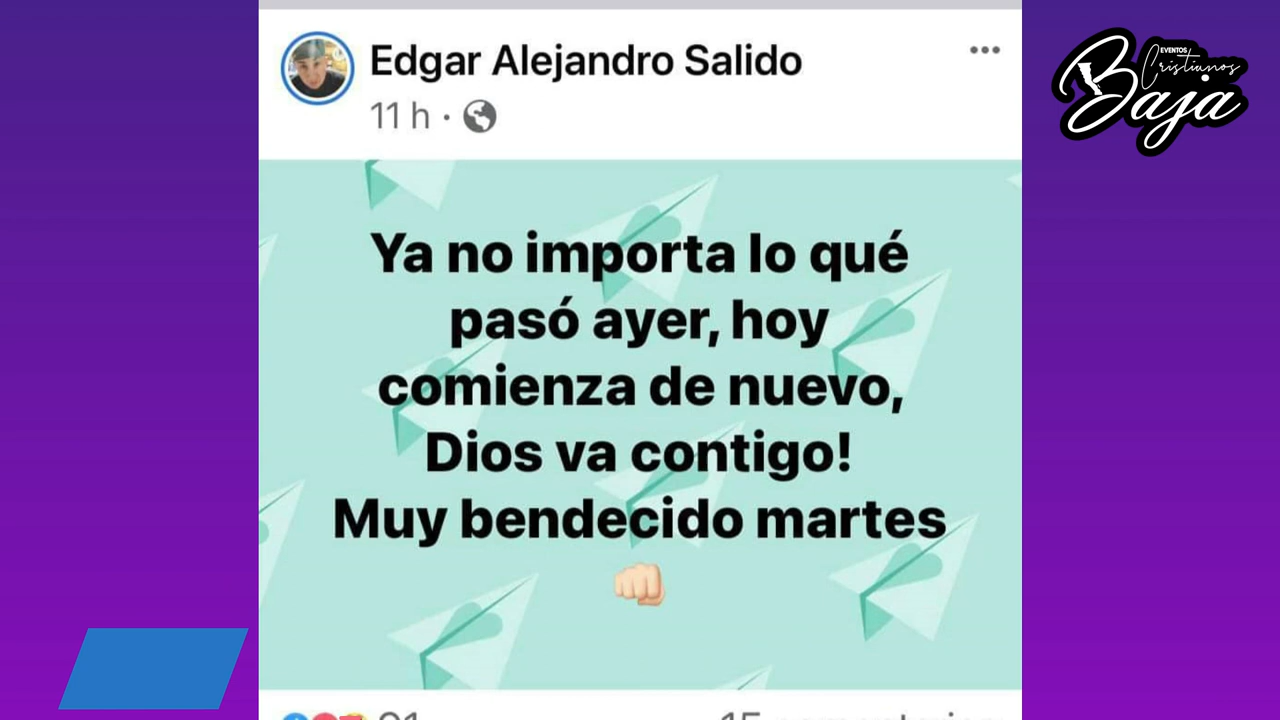 Edgar Alejandro Salido
11 h
EVENTOS
Cristianos
Baja
Ya no importa lo qué
pasó ayer, hoy
comienza de nuevo,
Dios va contigo!
Muy bendecido martes